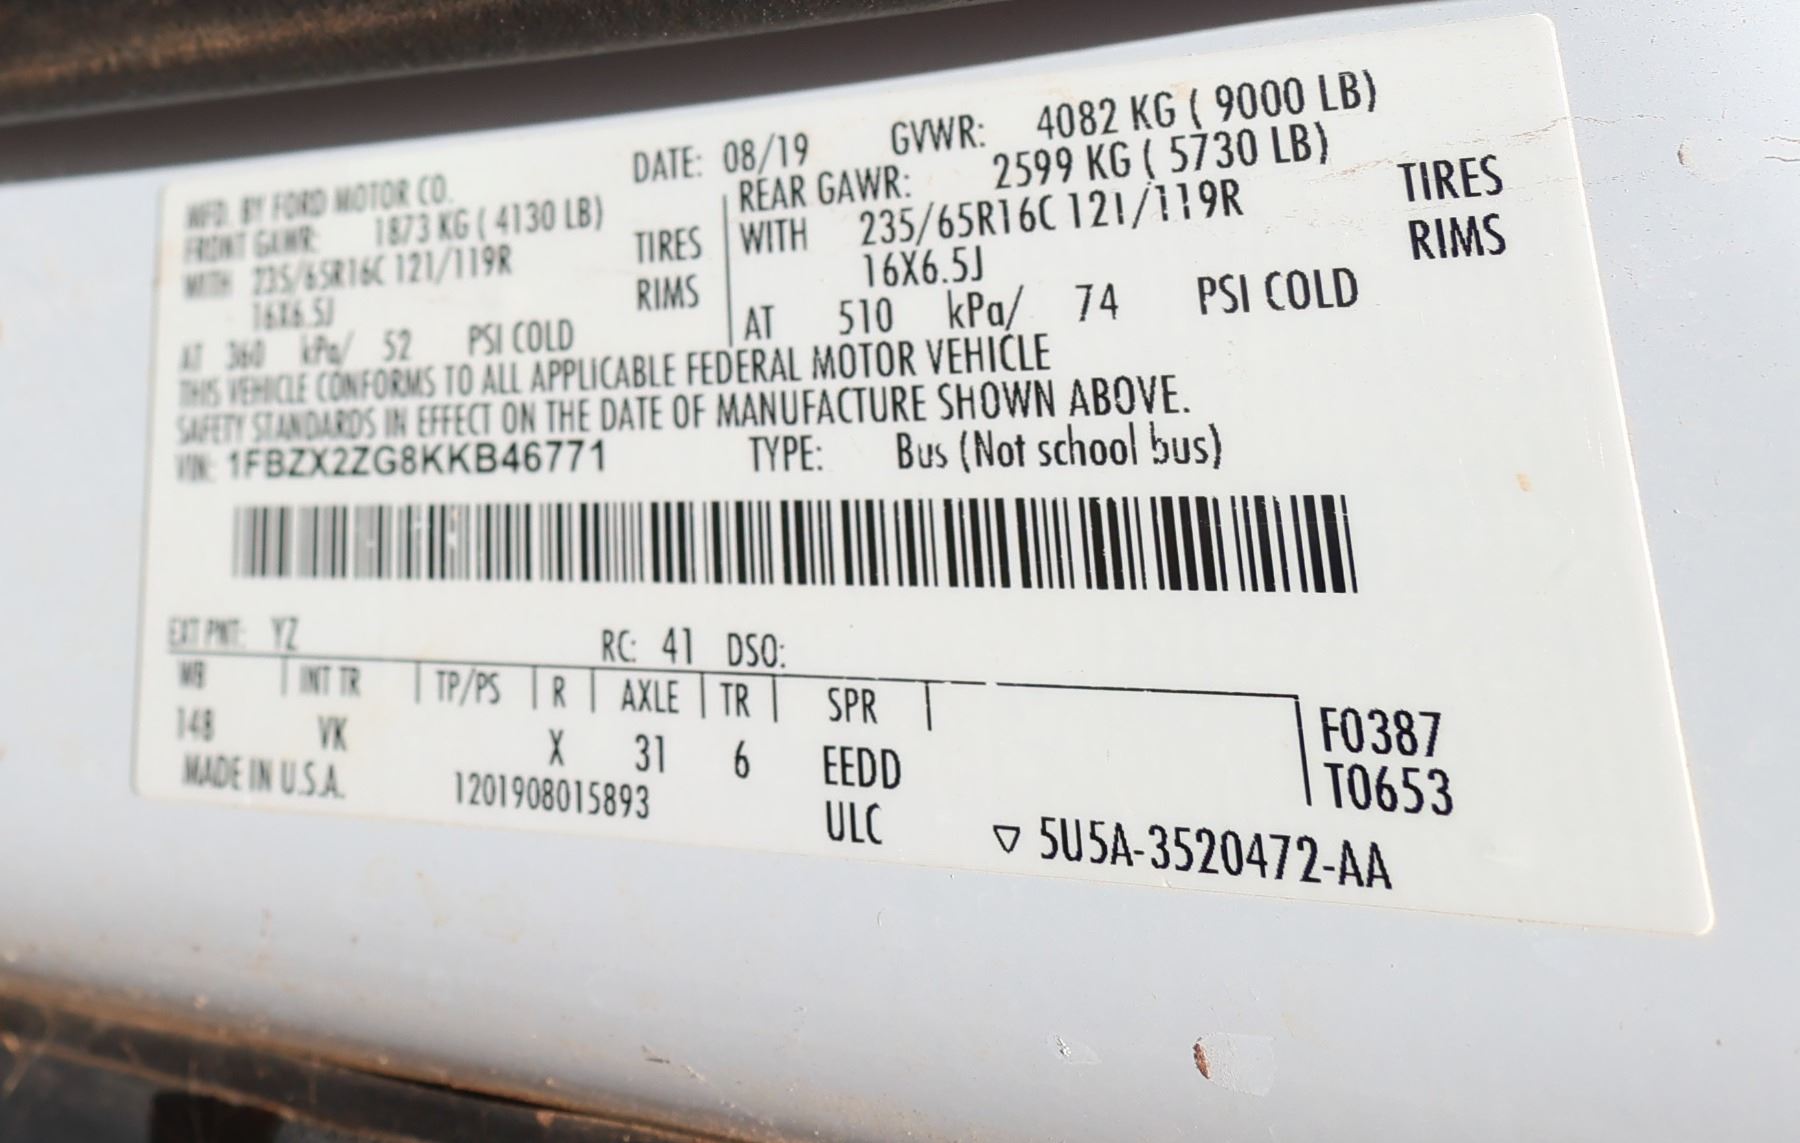 MFD. BY FORD MOTOR CO. DATE: 08/19 GVWR: 4082 KG ( 9000 LB)
FRONT GAWR: 1873 KG ( 4130 LB) REAR GAWR: 2599 KG ( 5730 LB)
WITH 235/65R16C 121/119R TIRES WITH 235/65R16C 121/119R TIRES
16X6.5J RIMS 16X6.5J RIMS
AT 360 kPa/ 52 PSI COLD AT 510 kPa/ 74 PSI COLD
THIS VEHICLE CONFORMS TO ALL APPLICABLE FEDERAL MOTOR VEHICLE
SAFETY STANDARDS IN EFFECT ON THE DATE OF MANUFACTURE SHOWN ABOVE.
VIN: 1FBZX2ZG8KKB46771 TYPE: Bus (Not school bus)
EXT PNT: YZ RC: 41 DSO:
WB INT TR TP/PS R AXLE TR SPR F0387
148 VK X 31 6 EEDD T0653
MADE IN U.S.A. 1201908015893 ULC ▽ 5U5A-3520472-AA